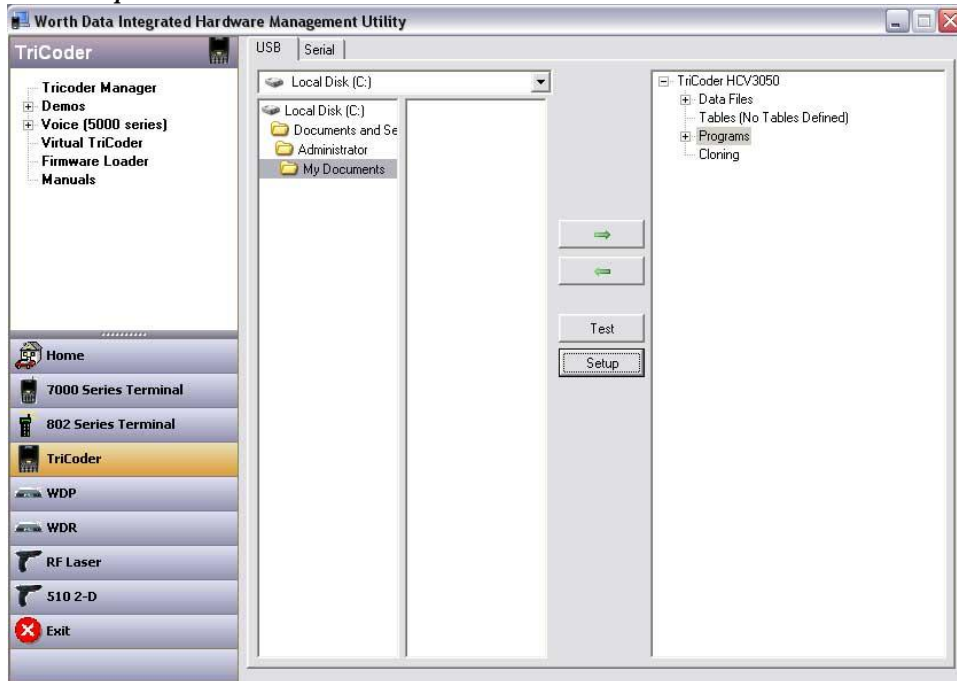 Worth Data Integrated Hardware Management Utility
TriCoder
Tricoder Manager
Demos
Voice (5000 series)
Virtual TriCoder
Firmware Loader
Manuals
Home
7000 Series Terminal
802 Series Terminal
TriCoder
WDP
WDR
RF Laser
510 2-D
Exit
USB
Serial
Local Disk (C:)
Local Disk (C:)
Documents and Se
Administrator
My Documents
Test
Setup
TriCoder HCV3050
Data Files
Tables (No Tables Defined)
Programs
Cloning